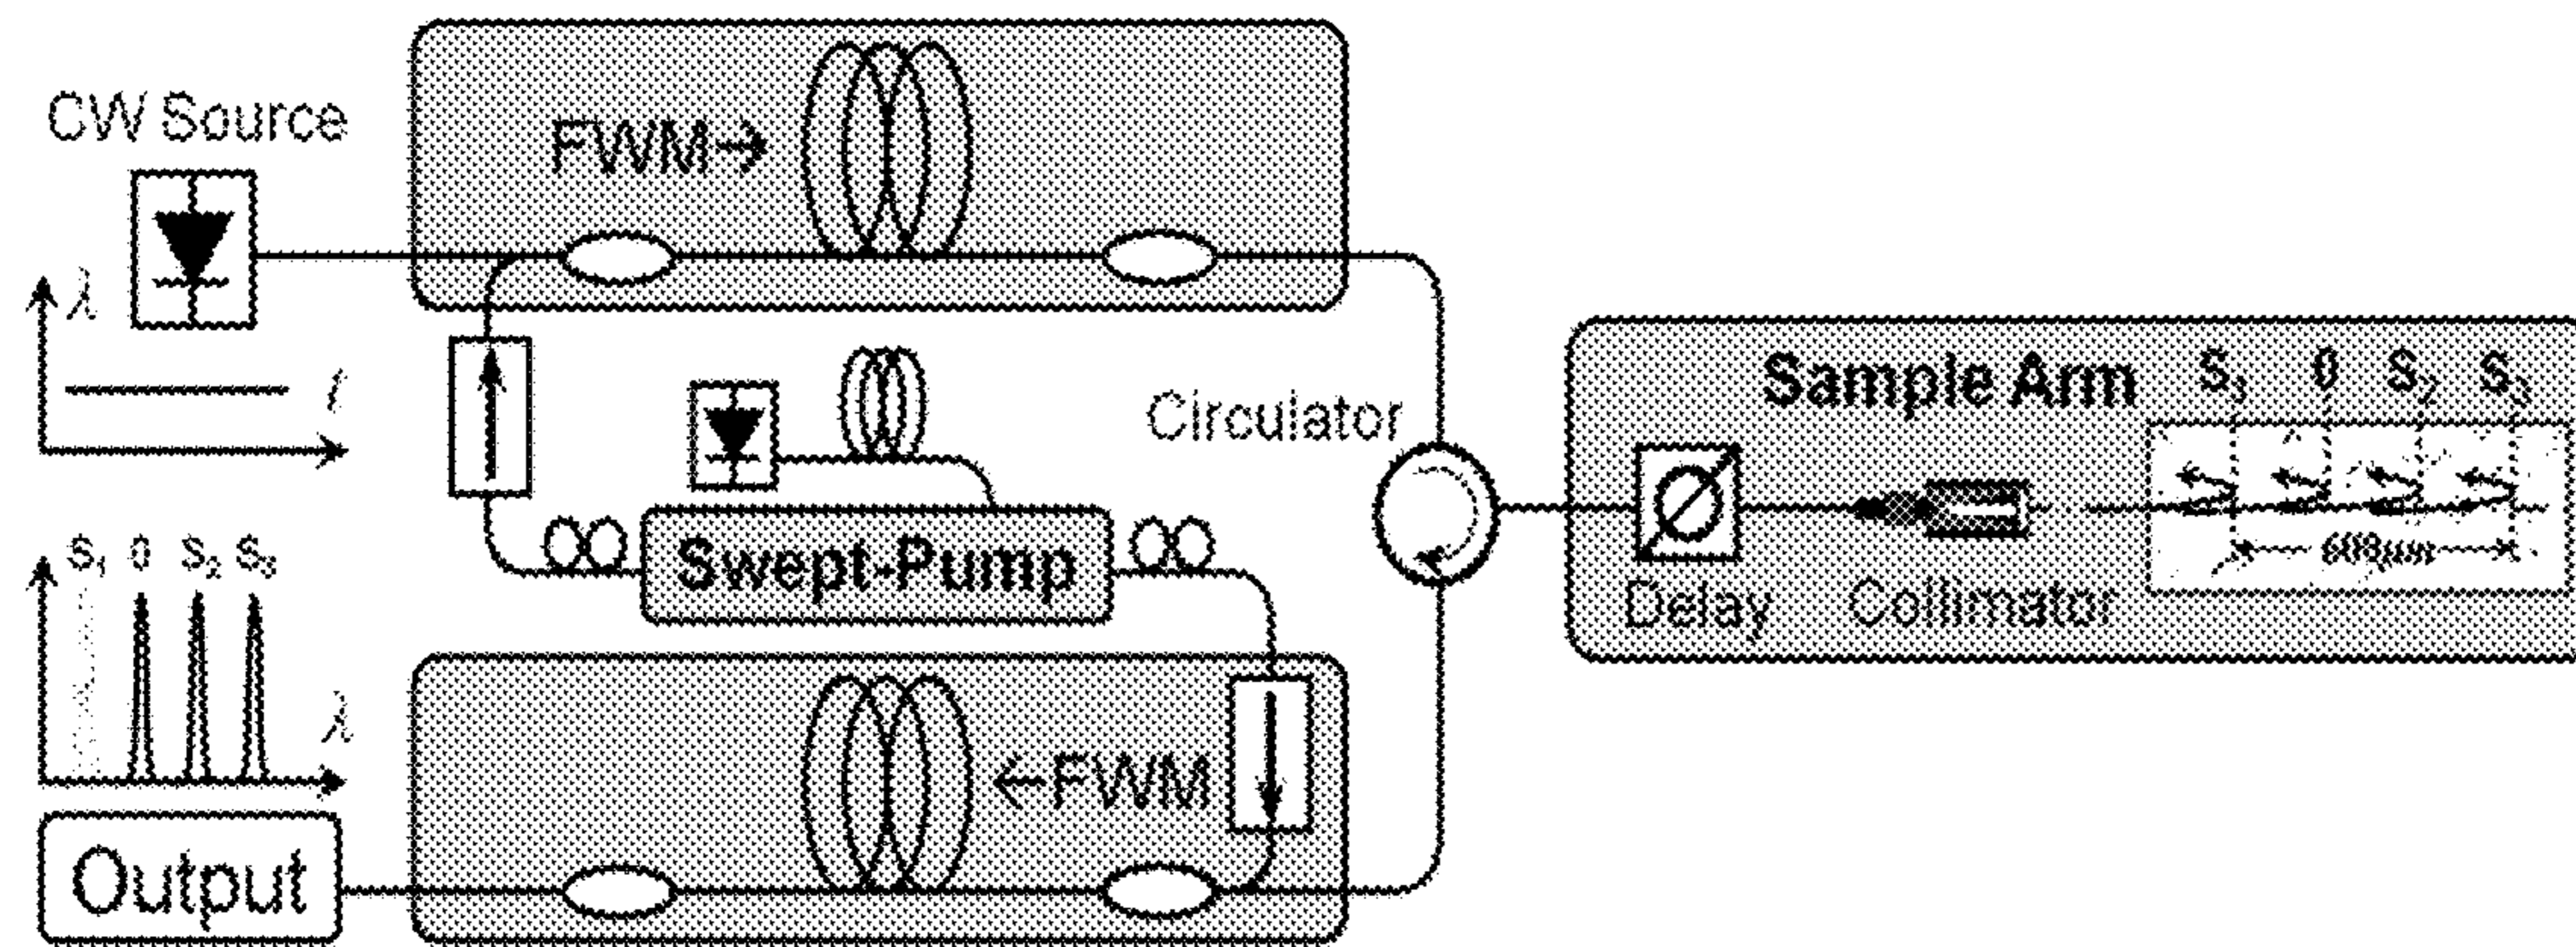 CW Source
FWM→
λ
t
Circulator
Sample Arm
S₁ 0 S₂ S₃
Swept-Pump
Delay
Collimator
S₁ 0 S₂ S₃
λ
←FWM
Output